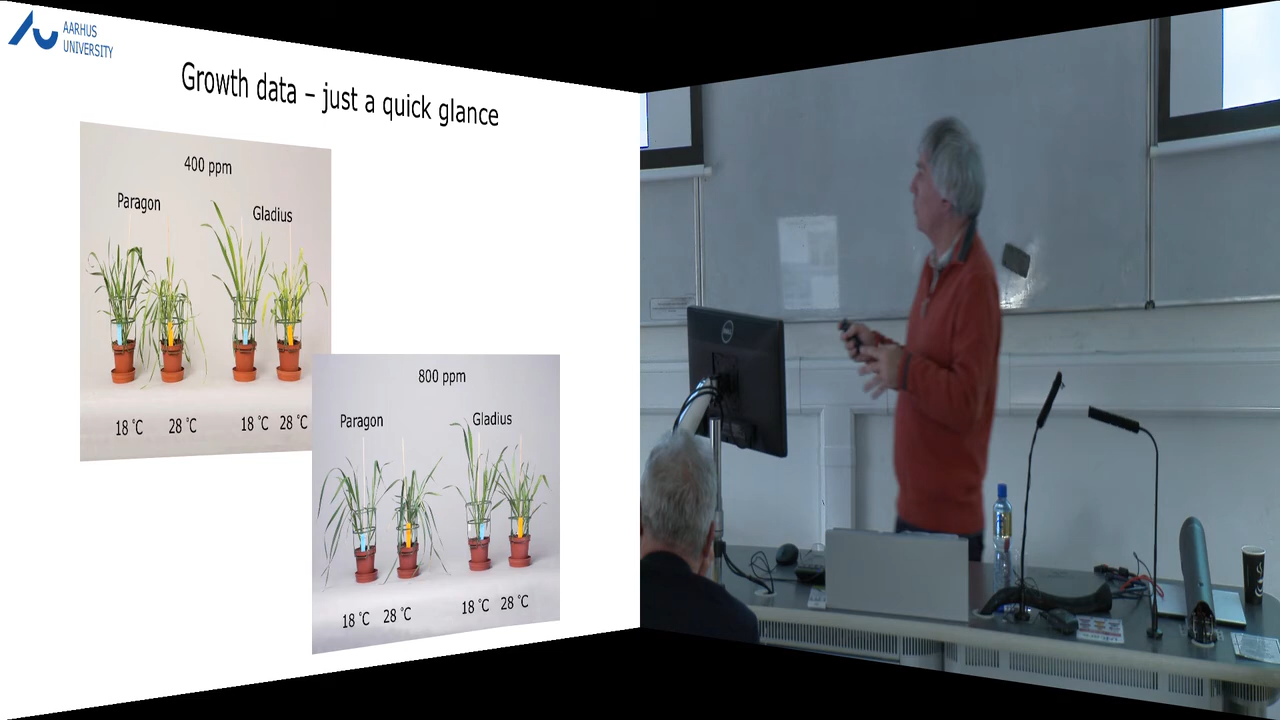 AARHUS
UNIVERSITY
Growth data – just a quick glance
400 ppm
Paragon
Gladius
18 °C 28 °C 18 °C 28 °C
800 ppm
Paragon
Gladius
18 °C 28 °C 18 °C 28 °C
DELL